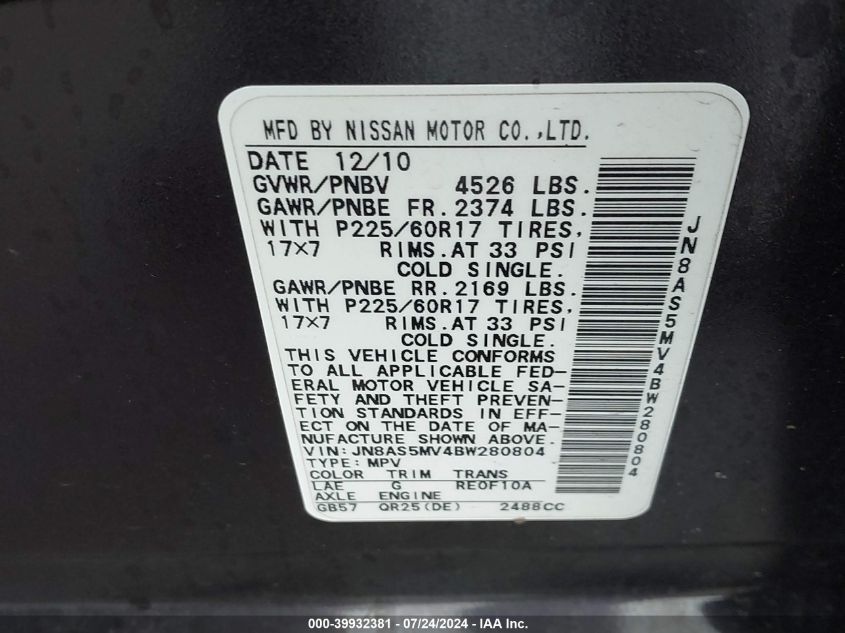 MFD BY NISSAN MOTOR CO.,LTD.
DATE 12/10
GVWR/PNBV 4526 LBS.
GAWR/PNBE FR. 2374 LBS.
WITH P225/60R17 TIRES,
17×7 RIMS.AT 33 PSI
COLD SINGLE.
GAWR/PNBE RR. 2169 LBS.
WITH P225/60R17 TIRES,
17×7 RIMS.AT 33 PSI
COLD SINGLE.
THIS VEHICLE CONFORMS
TO ALL APPLICABLE FED-
ERAL MOTOR VEHICLE SA-
FETY AND THEFT PREVEN-
TION STANDARDS IN EFF-
ECT ON THE DATE OF MA-
NUFACTURE SHOWN ABOVE.
VIN: JN8AS5MV4BW280804
TYPE: MPV
COLOR TRIM TRANS
LAE G RE0F10A
AXLE ENGINE
GB57 QR25(DE) 2488CC
JN8AS5MV4BW280804
000-39932381 - 07/24/2024 - IAA Inc.